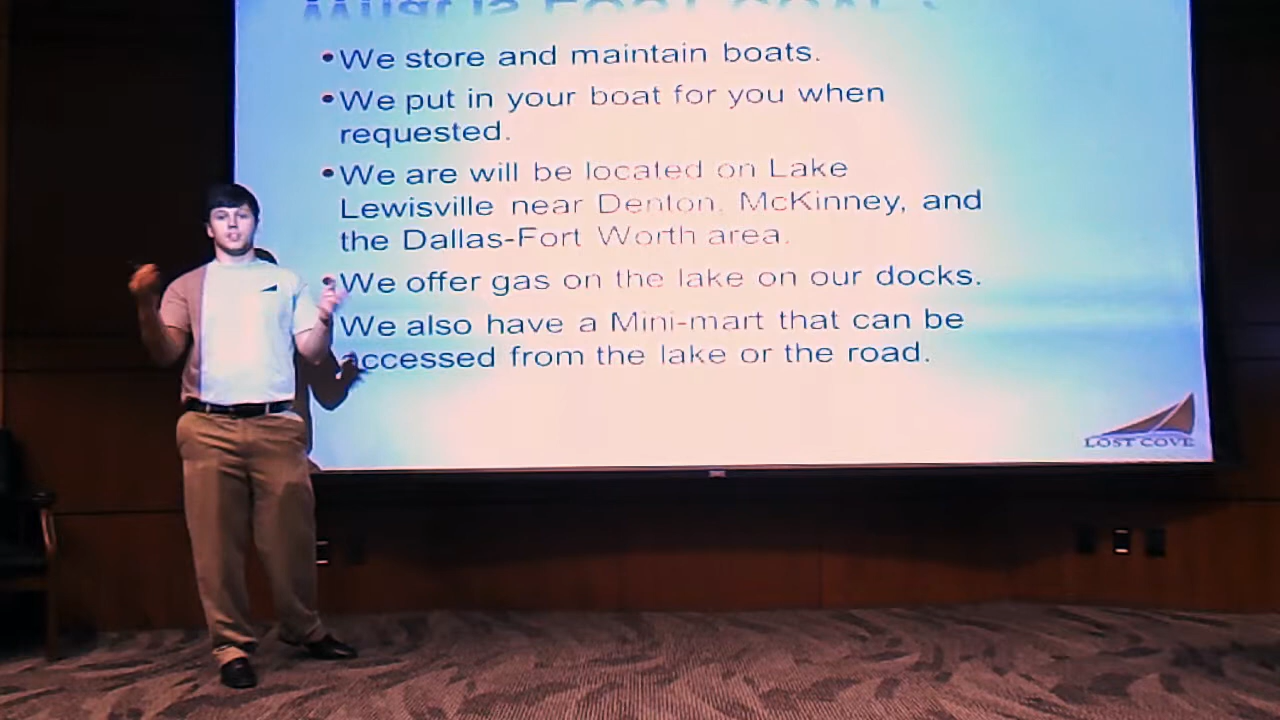 •We store and maintain boats.
•We put in your boat for you when
requested.
•We are will be located on Lake
Lewisville near Denton, McKinney, and
the Dallas-Fort Worth area.
•We offer gas on the lake on our docks.
We also have a Mini-mart that can be
accessed from the lake or the road.
LOST COVE